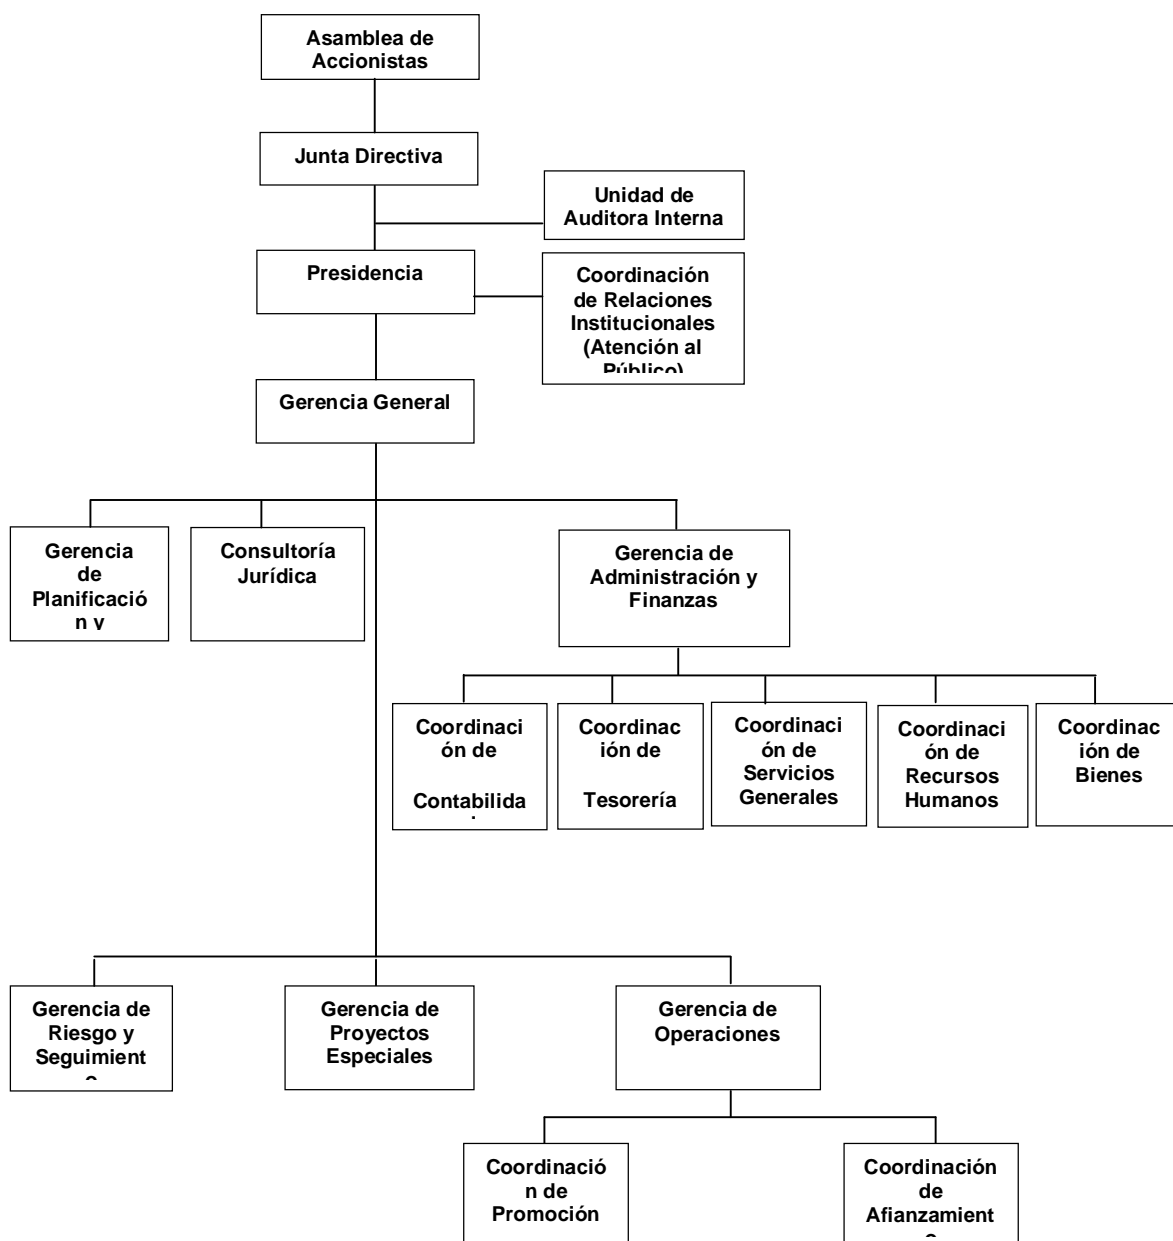 Asamblea de
Accionistas
Junta Directiva
Unidad de
Auditora Interna
Presidencia
Coordinación
de Relaciones
Institucionales
(Atención al
Público)
Gerencia General
Gerencia
de
Planificació
n y
Consultoría
Jurídica
Gerencia de
Administración y
Finanzas
Coordinaci
ón de
Contabilida
Coordinac
ión de
Tesorería
Coordinaci
ón de
Servicios
Generales
Coordinaci
ón de
Recursos
Humanos
Coordinac
ión de
Bienes
Gerencia de
Riesgo y
Seguimient
o
Gerencia de
Proyectos
Especiales
Gerencia de
Operaciones
Coordinació
n de
Promoción
Coordinación
de
Afianzamient
o